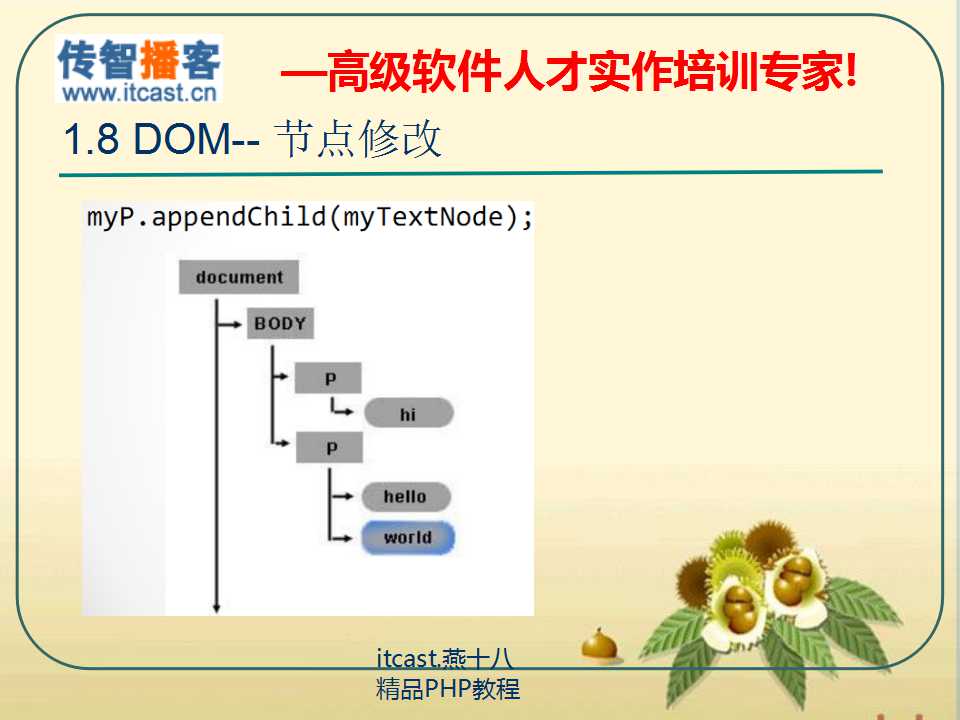 传智播客
www.itcast.cn
—高级软件人才实作培训专家!
1.8 DOM-- 节点修改
myP.appendChild(myTextNode);
document
BODY
p
hi
p
hello
world
itcast.燕十八
精品PHP教程